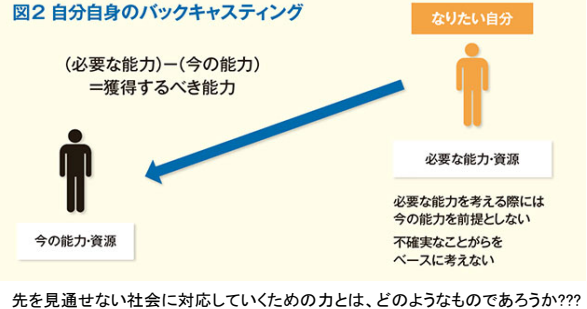 図2 自分自身のバックキャスティング
なりたい自分
(必要な能力)－(今の能力)
＝獲得するべき能力
必要な能力・資源
必要な能力を考える際には
今の能力を前提としない
不確実なことがらを
ベースに考えない
今の能力・資源
先を見通せない社会に対応していくための力とは、どのようなものであろうか???